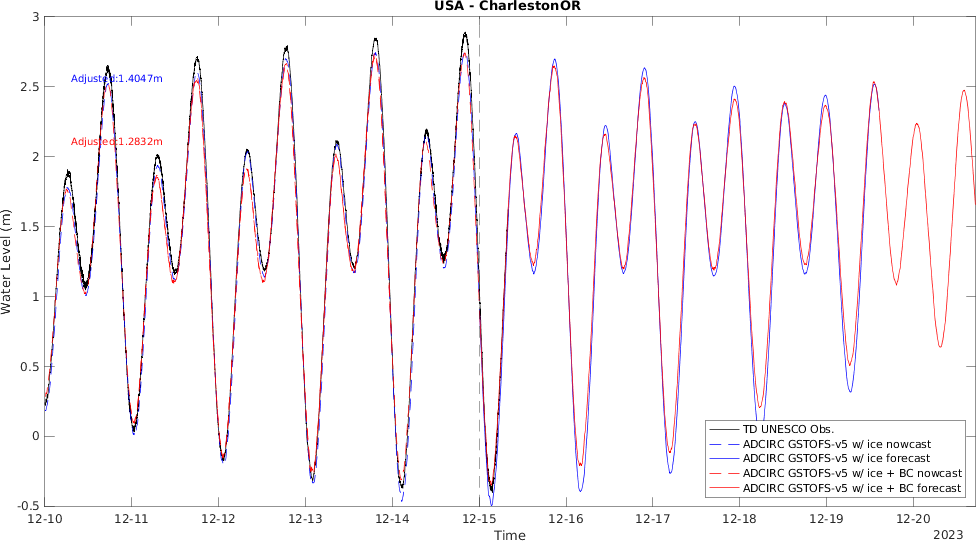 USA - CharlestonOR
3
2.5
2
1.5
1
0.5
0
-0.5
Water Level (m)
Adjusted:1.4047m
Adjusted:1.2832m
TD UNESCO Obs.
ADCIRC GSTOFS-v5 w/ ice nowcast
ADCIRC GSTOFS-v5 w/ ice forecast
ADCIRC GSTOFS-v5 w/ ice + BC nowcast
ADCIRC GSTOFS-v5 w/ ice + BC forecast
12-10 12-11 12-12 12-13 12-14 12-15 12-16 12-17 12-18 12-19 12-20
Time
2023